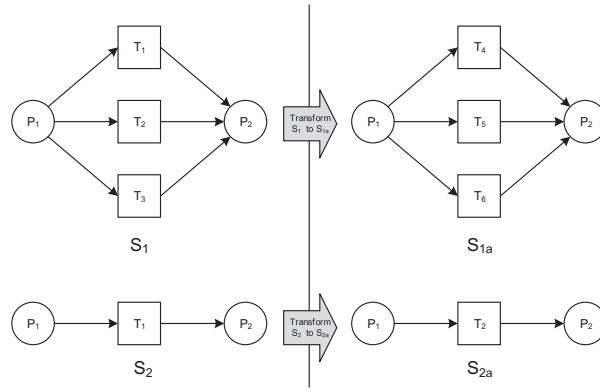 T₁
T₄
P₁
T₂
P₂
Transform
S₁ to S₁ₐ
P₁
T₅
P₂
T₃
T₆
S₁
S₁ₐ
P₁
T₁
P₂
Transform
S₂ to S₂ₐ
P₁
T₂
P₂
S₂
S₂ₐ